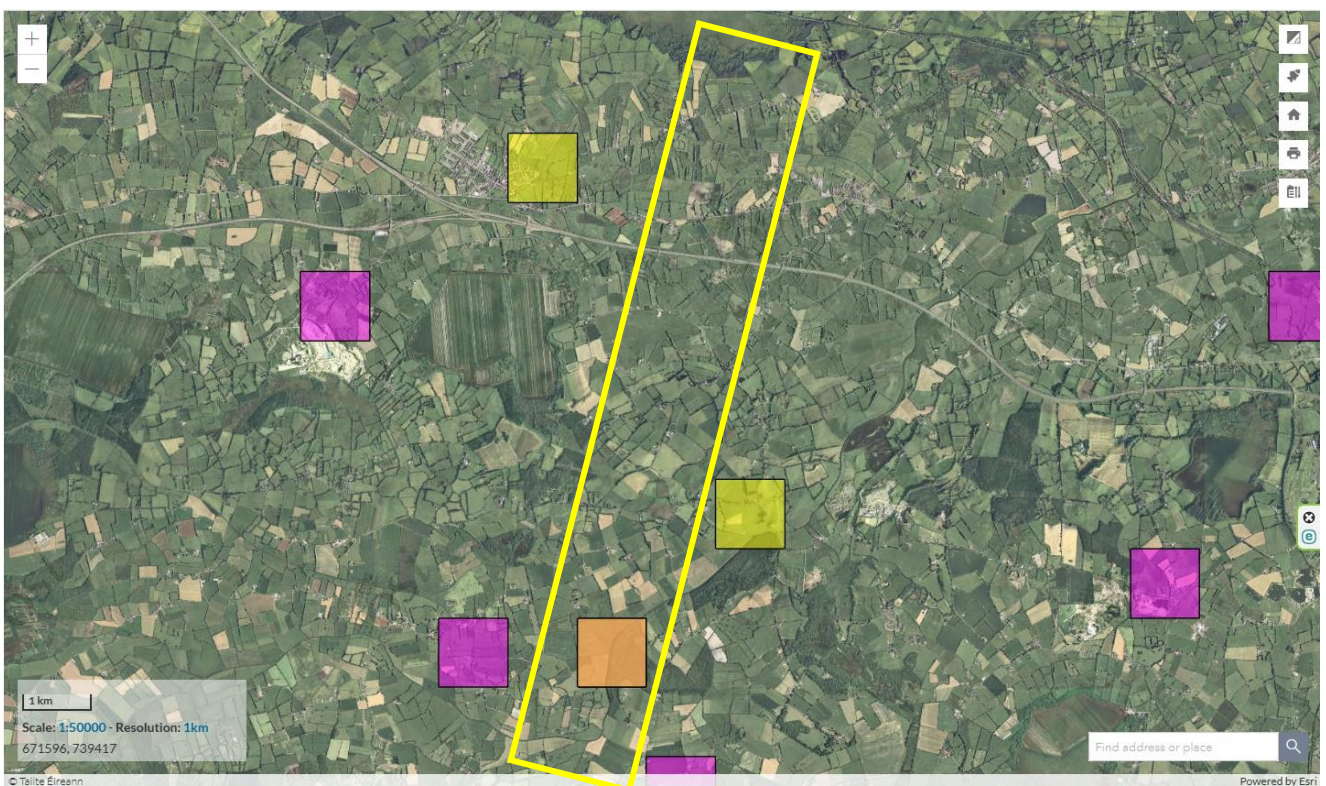 +
−
1 km
Scale: 1:50000 - Resolution: 1km
671596, 739417
Find address or place
e
© Tailte Éireann
Powered by Esri